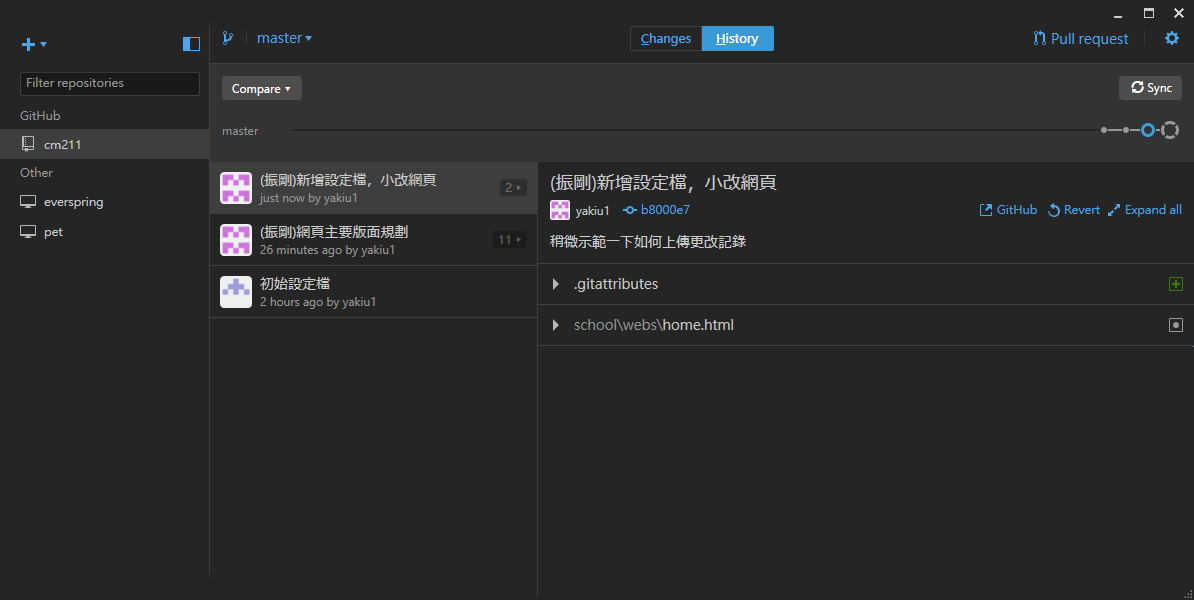 master
Changes
History
Pull request
Filter repositories
GitHub
cm211
Other
everspring
pet
Compare
Sync
master
(振剛)新增設定檔，小改網頁
just now by yakiu1
2
(振剛)網頁主要版面規劃
26 minutes ago by yakiu1
11
初始設定檔
2 hours ago by yakiu1
(振剛)新增設定檔，小改網頁
yakiu1
b8000e7
GitHub
Revert
Expand all
稍微示範一下如何上傳更改記錄
.gitattributes
school\webs\home.html